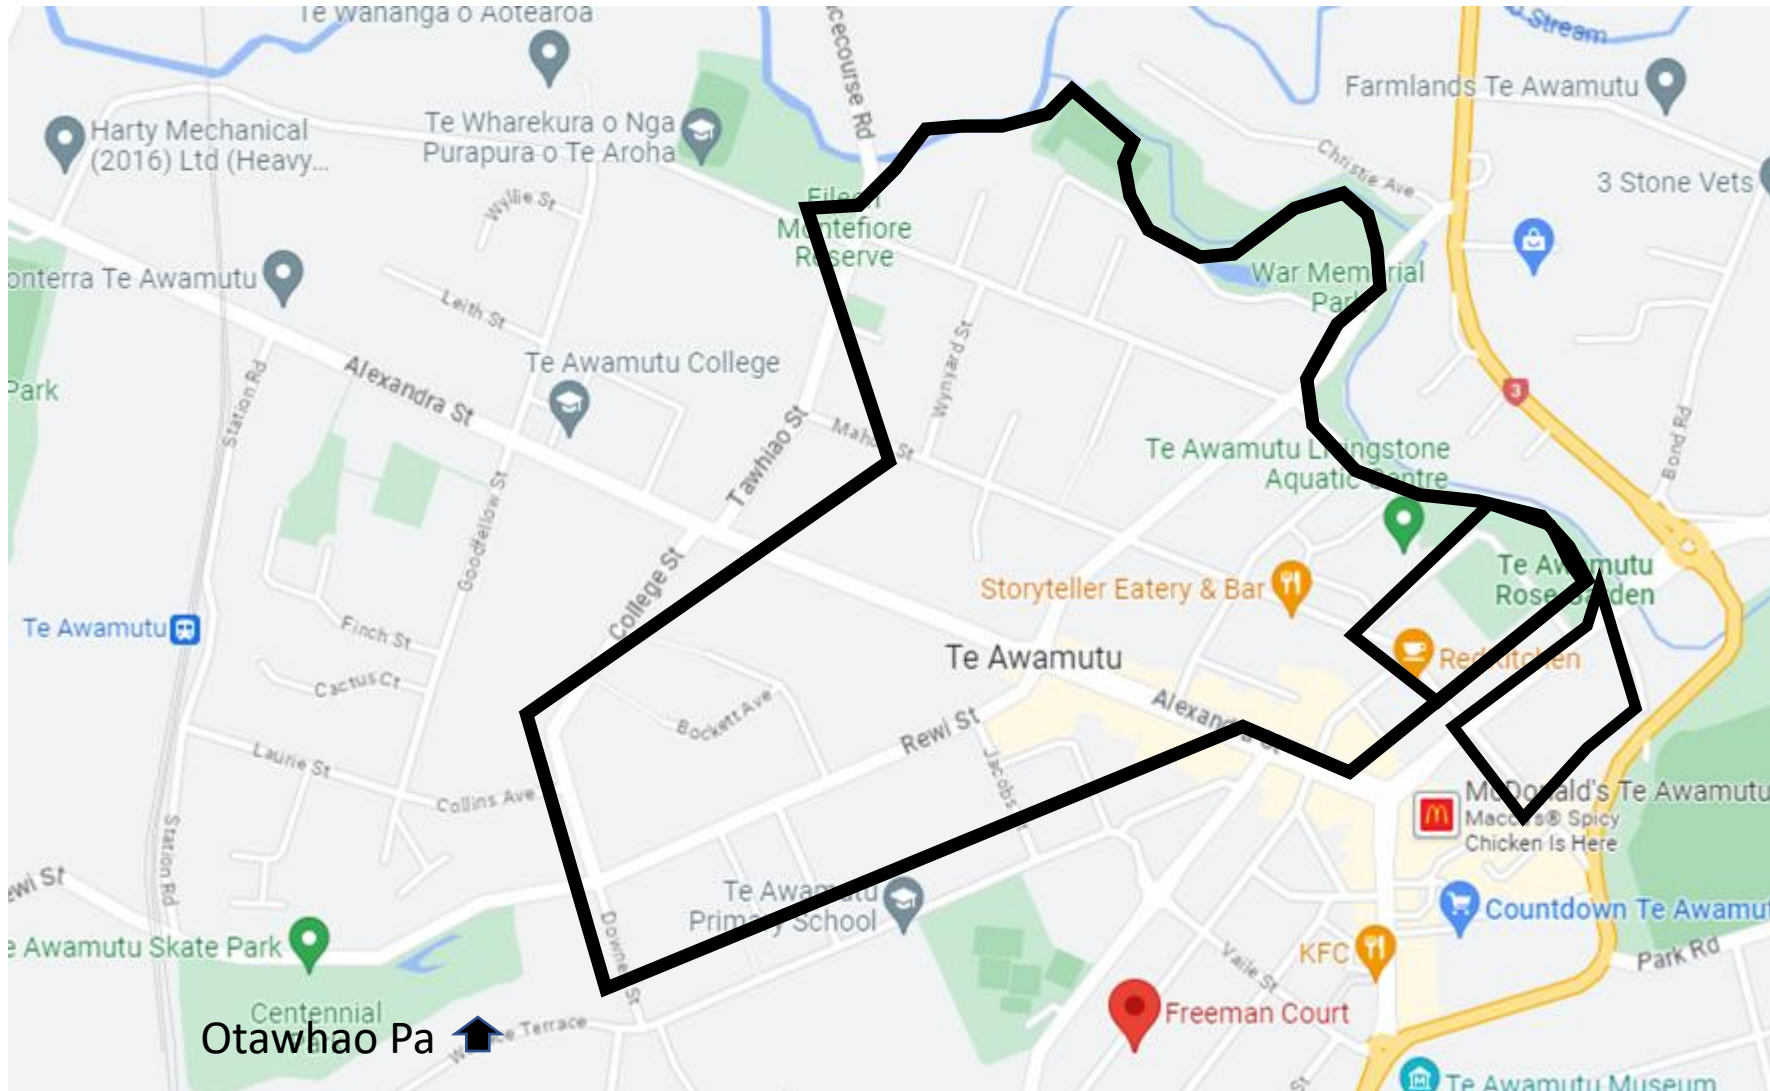 Te Wānanga o Aotearoa
Stream
Farmlands Te Awamutu
Harty Mechanical
(2016) Ltd (Heavy...
Te Wharekura o Nga
Purapura o Te Aroha
Christie Ave
3 Stone Vets
Wyllie St
Eileen
Montefiore
Reserve
War Memorial
Park
Te Awamutu
Leith St
Te Awamutu College
Alexandra St
Station Rd
Park
Wynyard St
3
Tawhiao St
Bond Rd
Te Awamutu Livingstone
Aquatic Centre
Goodfellow St
College St
Te Awamutu
Rose Garden
Storyteller Eatery & Bar
Te Awamutu
Finch St
Te Awamutu
Red Kitchen
Cactus Ct
Bockett Ave
Alexandra St
Rewi St
Laurie St
Jacobs St
Collins Ave
McDonald's Te Awamutu
Macca's® Spicy
Chicken Is Here
Station Rd
Te Awamutu
Primary School
Countdown Te Awamut
Downes St
Awamutu Skate Park
KFC
Vaile St
Park Rd
Centennial
Freeman Court
Otawhao Pa
Terrace
Te Awamutu Museum